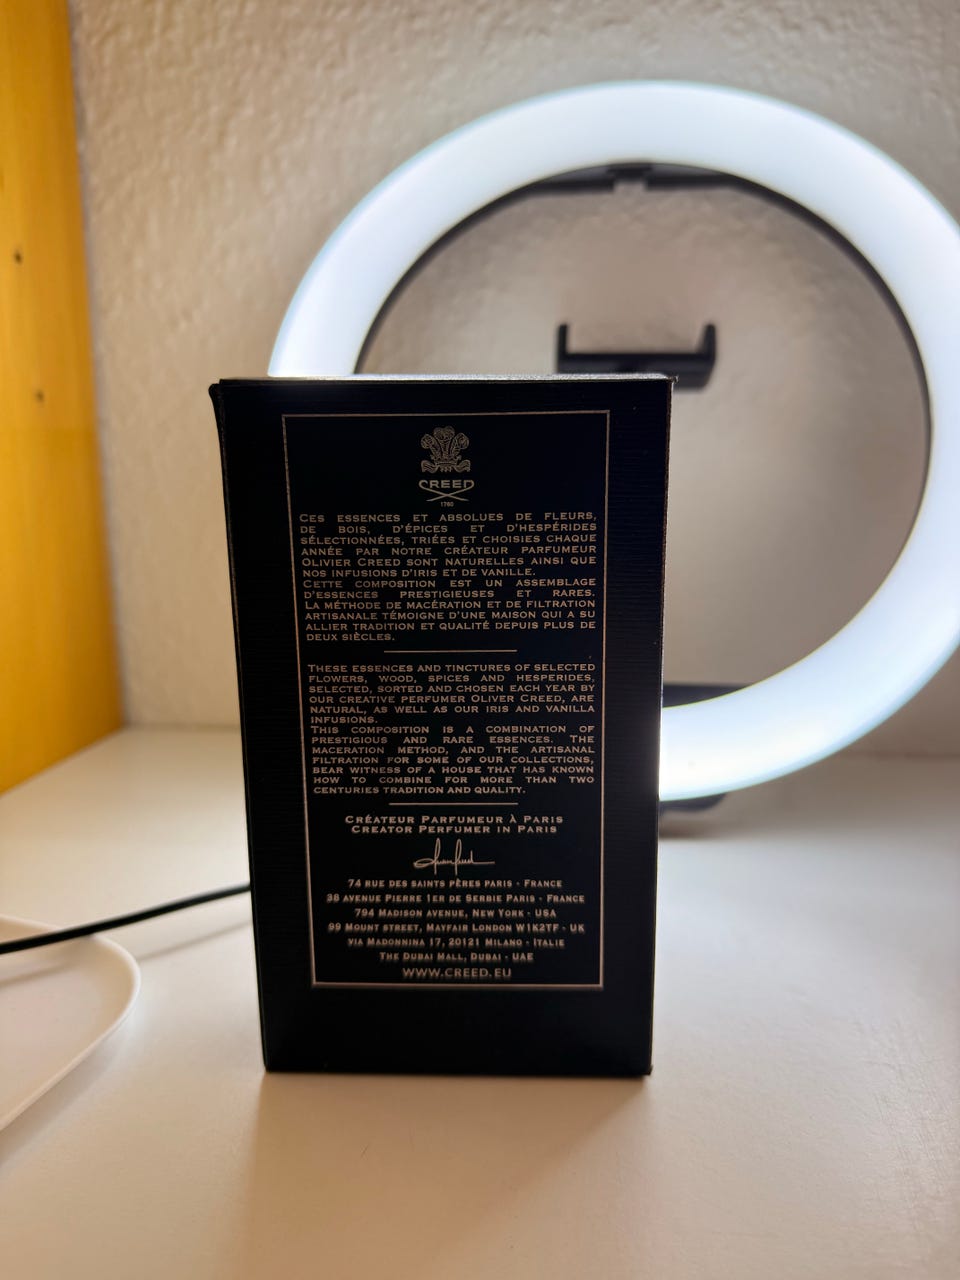 CREED
1760
CES ESSENCES ET ABSOLUES DE FLEURS,
DE BOIS, D'ÉPICES ET D'HESPÉRIDES
SÉLECTIONNÉES, TRIÉES ET CHOISIES CHAQUE
ANNÉE PAR NOTRE CRÉATEUR PARFUMEUR
OLIVIER CREED SONT NATURELLES AINSI QUE
NOS INFUSIONS D'IRIS ET DE VANILLE.
CETTE COMPOSITION EST UN ASSEMBLAGE
D'ESSENCES PRESTIGIEUSES ET RARES.
LA MÉTHODE DE MACÉRATION ET DE FILTRATION
ARTISANALE TÉMOIGNE D'UNE MAISON QUI A SU
ALLIER TRADITION ET QUALITÉ DEPUIS PLUS DE
DEUX SIÈCLES.
THESE ESSENCES AND TINCTURES OF SELECTED
FLOWERS, WOOD, SPICES AND HESPERIDES,
SELECTED, SORTED AND CHOSEN EACH YEAR BY
OUR CREATIVE PERFUMER OLIVER CREED, ARE
NATURAL, AS WELL AS OUR IRIS AND VANILLA
INFUSIONS.
THIS COMPOSITION IS A COMBINATION OF
PRESTIGIOUS AND RARE ESSENCES. THE
MACERATION METHOD, AND THE ARTISANAL
FILTRATION FOR SOME OF OUR COLLECTIONS,
BEAR WITNESS OF A HOUSE THAT HAS KNOWN
HOW TO COMBINE FOR MORE THAN TWO
CENTURIES TRADITION AND QUALITY.
CRÉATEUR PARFUMEUR À PARIS
CREATOR PERFUMER IN PARIS
74 RUE DES SAINTS PÈRES PARIS - FRANCE
38 AVENUE PIERRE 1ER DE SERBIE PARIS - FRANCE
794 MADISON AVENUE, NEW YORK - USA
99 MOUNT STREET, MAYFAIR LONDON W1K2TF - UK
VIA MADONNINA 17, 20121 MILANO - ITALIE
THE DUBAI MALL, DUBAI - UAE
WWW.CREED.EU